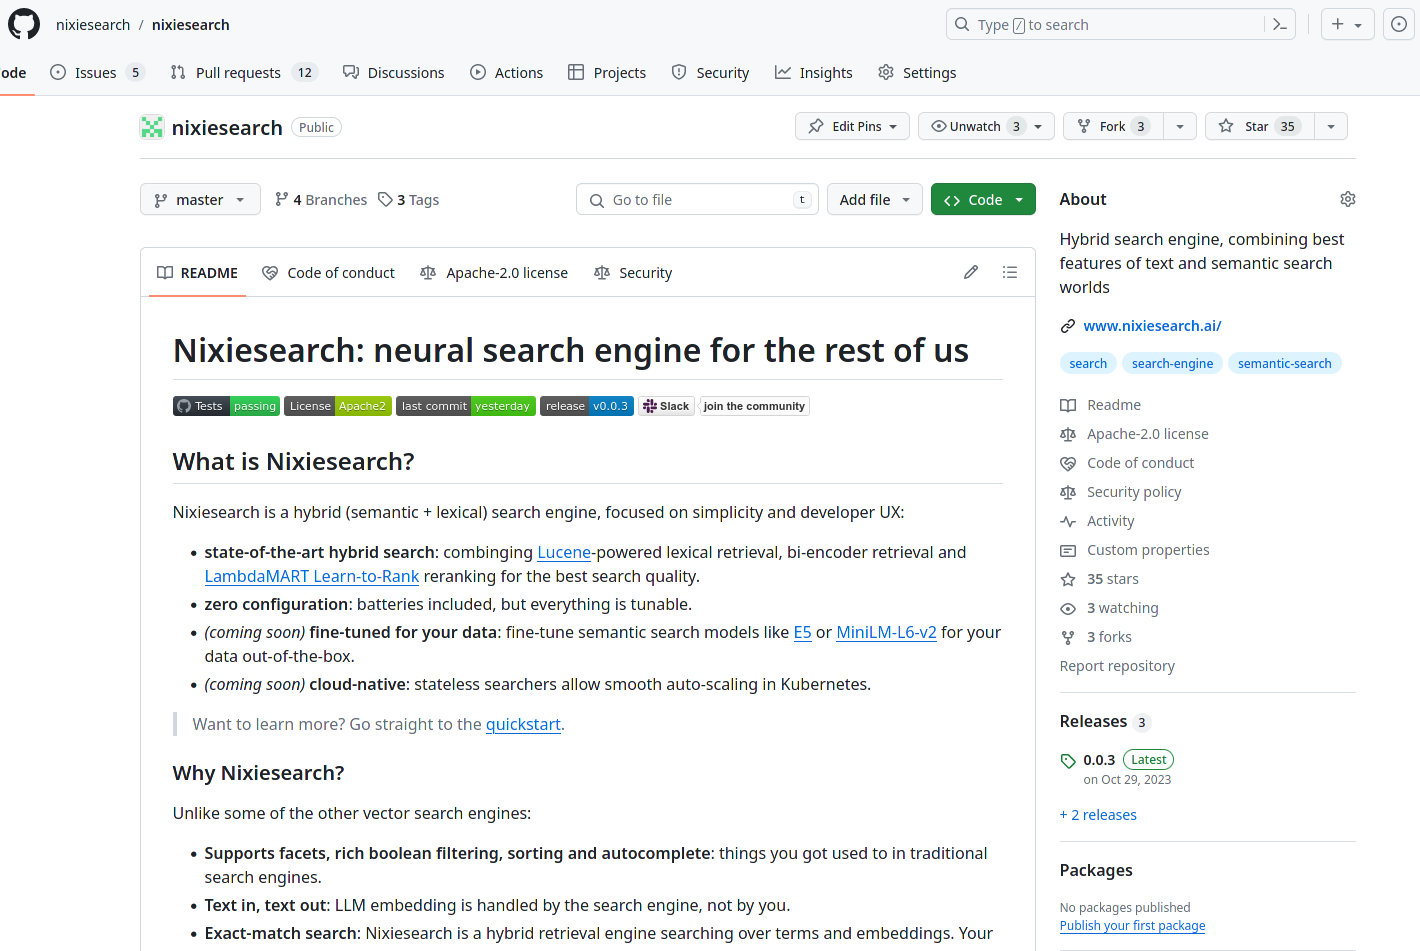 nixiesearch / nixiesearch
Type / to search
ode
Issues 5
Pull requests 12
Discussions
Actions
Projects
Security
Insights
Settings
nixiesearch Public
Edit Pins
Unwatch 3
Fork 3
Star 35
master
4 Branches
3 Tags
Go to file t
Add file
Code
README
Code of conduct
Apache-2.0 license
Security
Nixiesearch: neural search engine for the rest of us
Tests passing License Apache2 last commit yesterday release v0.0.3 Slack join the community
What is Nixiesearch?
Nixiesearch is a hybrid (semantic + lexical) search engine, focused on simplicity and developer UX:
• state-of-the-art hybrid search: combinging Lucene-powered lexical retrieval, bi-encoder retrieval and
LambdaMART Learn-to-Rank reranking for the best search quality.
• zero configuration: batteries included, but everything is tunable.
• (coming soon) fine-tuned for your data: fine-tune semantic search models like E5 or MiniLM-L6-v2 for your
data out-of-the-box.
• (coming soon) cloud-native: stateless searchers allow smooth auto-scaling in Kubernetes.
Want to learn more? Go straight to the quickstart.
Why Nixiesearch?
Unlike some of the other vector search engines:
• Supports facets, rich boolean filtering, sorting and autocomplete: things you got used to in traditional
search engines.
• Text in, text out: LLM embedding is handled by the search engine, not by you.
• Exact-match search: Nixiesearch is a hybrid retrieval engine searching over terms and embeddings. Your
About
Hybrid search engine, combining best
features of text and semantic search
worlds
www.nixiesearch.ai/
search search-engine semantic-search
Readme
Apache-2.0 license
Code of conduct
Security policy
Activity
Custom properties
35 stars
3 watching
3 forks
Report repository
Releases 3
0.0.3 Latest
on Oct 29, 2023
+ 2 releases
Packages
No packages published
Publish your first package